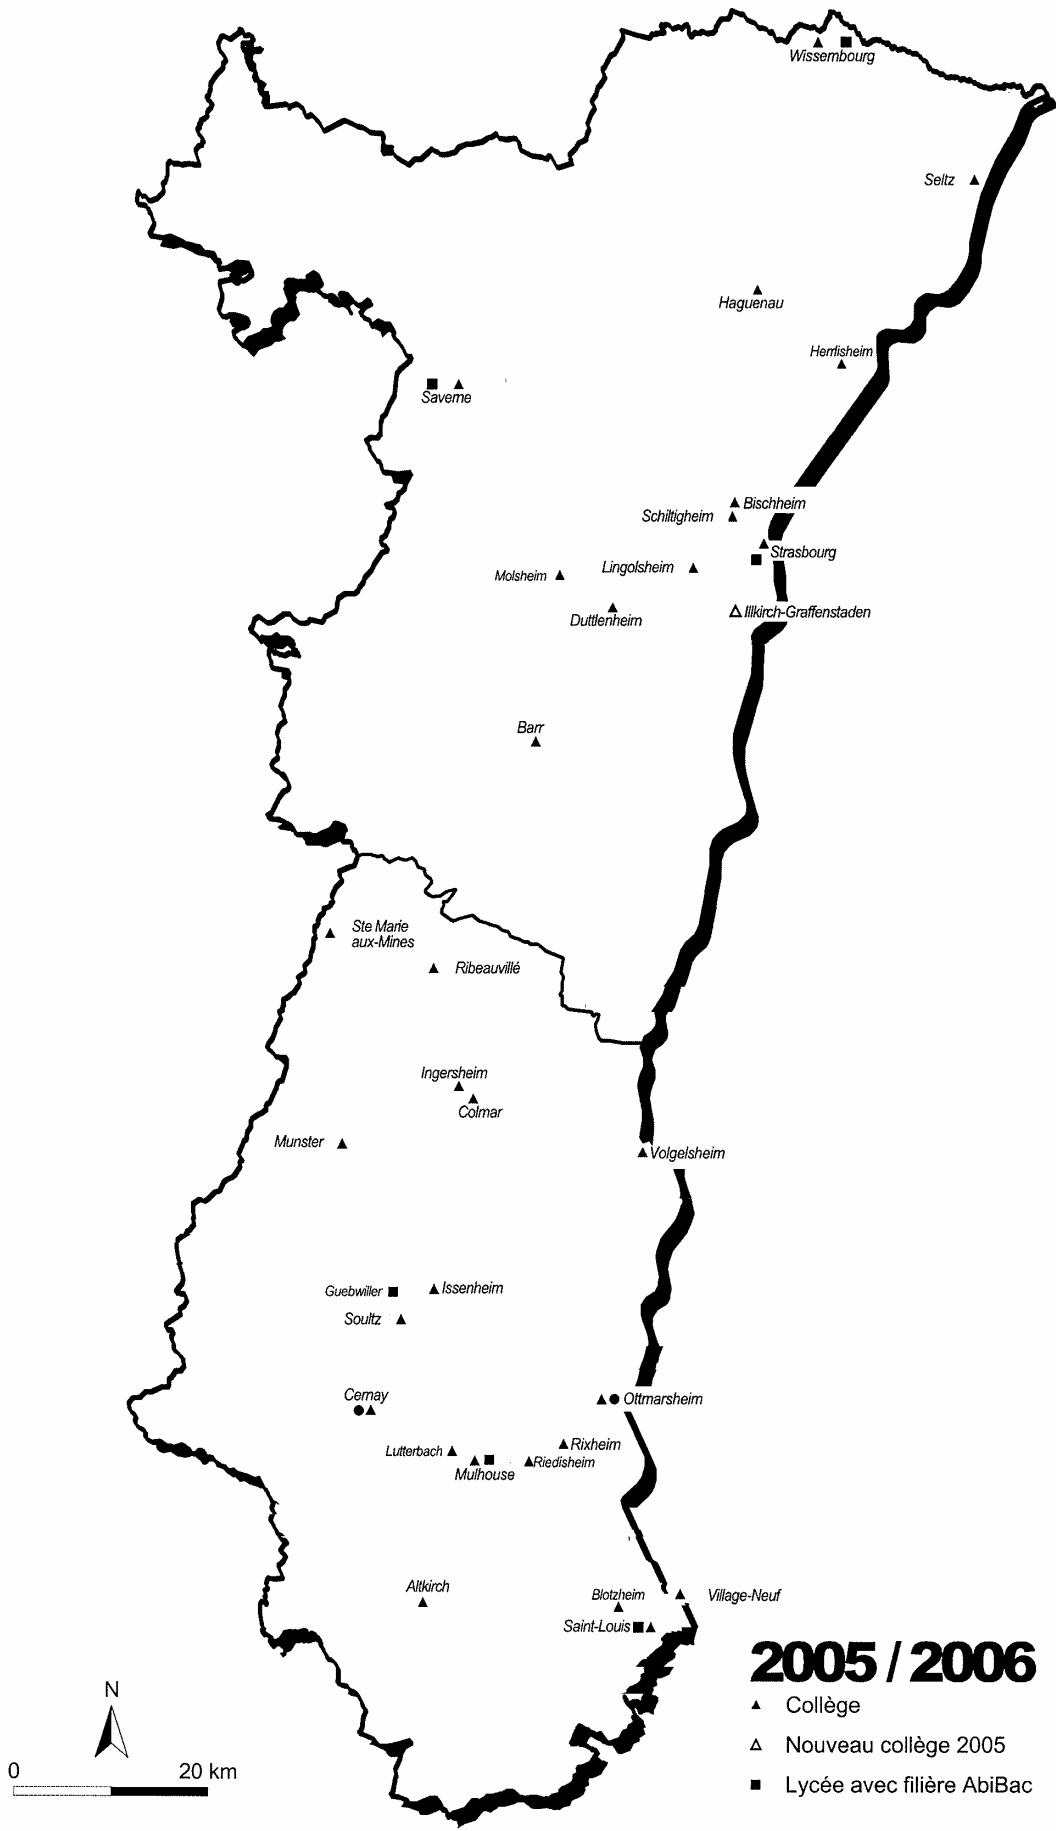 Wissembourg
Seltz
Haguenau
Herrlisheim
Saverne
Bischheim
Schiltigheim
Strasbourg
Lingolsheim
Molsheim
Illkirch-Graffenstaden
Duttlenheim
Barr
Ste Marie
aux-Mines
Ribeauvillé
Ingersheim
Colmar
Munster
Volgelsheim
Guebwiller
Issenheim
Soultz
Cernay
Ottmarsheim
Rixheim
Lutterbach
Riedisheim
Mulhouse
Altkirch
Blotzheim
Village-Neuf
Saint-Louis
2005 / 2006
Collège
Nouveau collège 2005
Lycée avec filière AbiBac
N
0 20 km